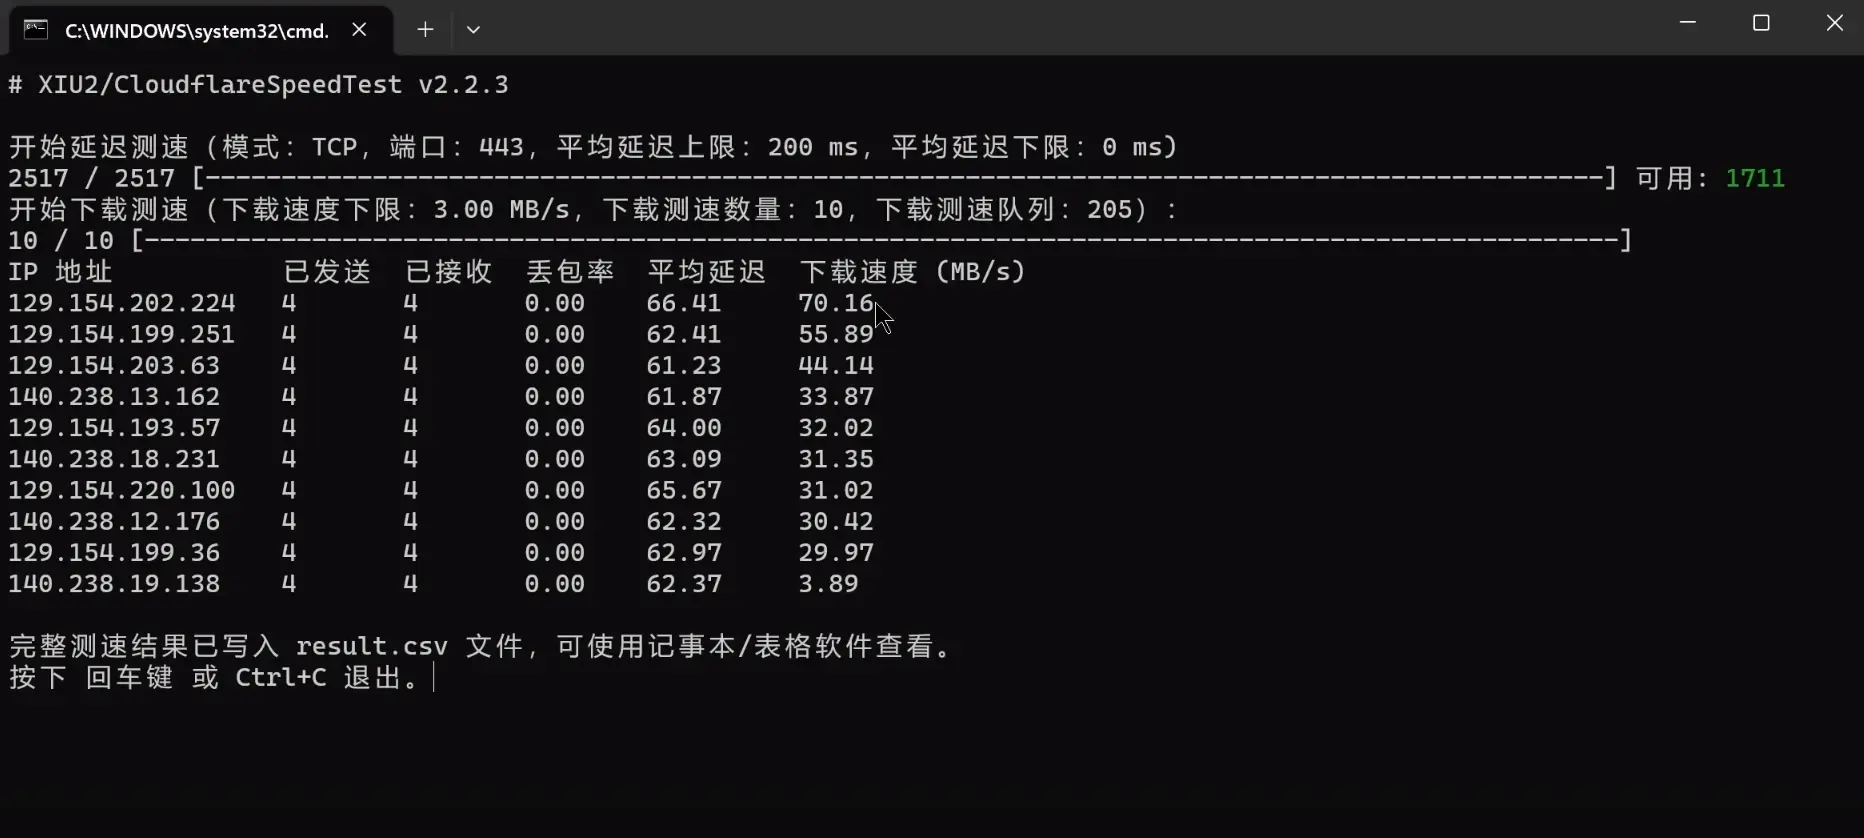 C:\WINDOWS\system32\cmd.
# XIU2/CloudflareSpeedTest v2.2.3
开始延迟测速（模式：TCP, 端口：443, 平均延迟上限：200 ms, 平均延迟下限：0 ms)
2517 / 2517 [--------------------------------------------------------------------------------------------] 可用: 1711
开始下载测速（下载速度下限：3.00 MB/s, 下载测速数量：10, 下载测速队列：205）:
10 / 10 [-------------------------------------------------------------------------------------------------]
IP 地址 已发送 已接收 丢包率 平均延迟 下载速度 (MB/s)
129.154.202.224 4 4 0.00 66.41 70.16
129.154.199.251 4 4 0.00 62.41 55.89
129.154.203.63 4 4 0.00 61.23 44.14
140.238.13.162 4 4 0.00 61.87 33.87
129.154.193.57 4 4 0.00 64.00 32.02
140.238.18.231 4 4 0.00 63.09 31.35
129.154.220.100 4 4 0.00 65.67 31.02
140.238.12.176 4 4 0.00 62.32 30.42
129.154.199.36 4 4 0.00 62.97 29.97
140.238.19.138 4 4 0.00 62.37 3.89
完整测速结果已写入 result.csv 文件，可使用记事本/表格软件查看。
按下 回车键 或 Ctrl+C 退出。